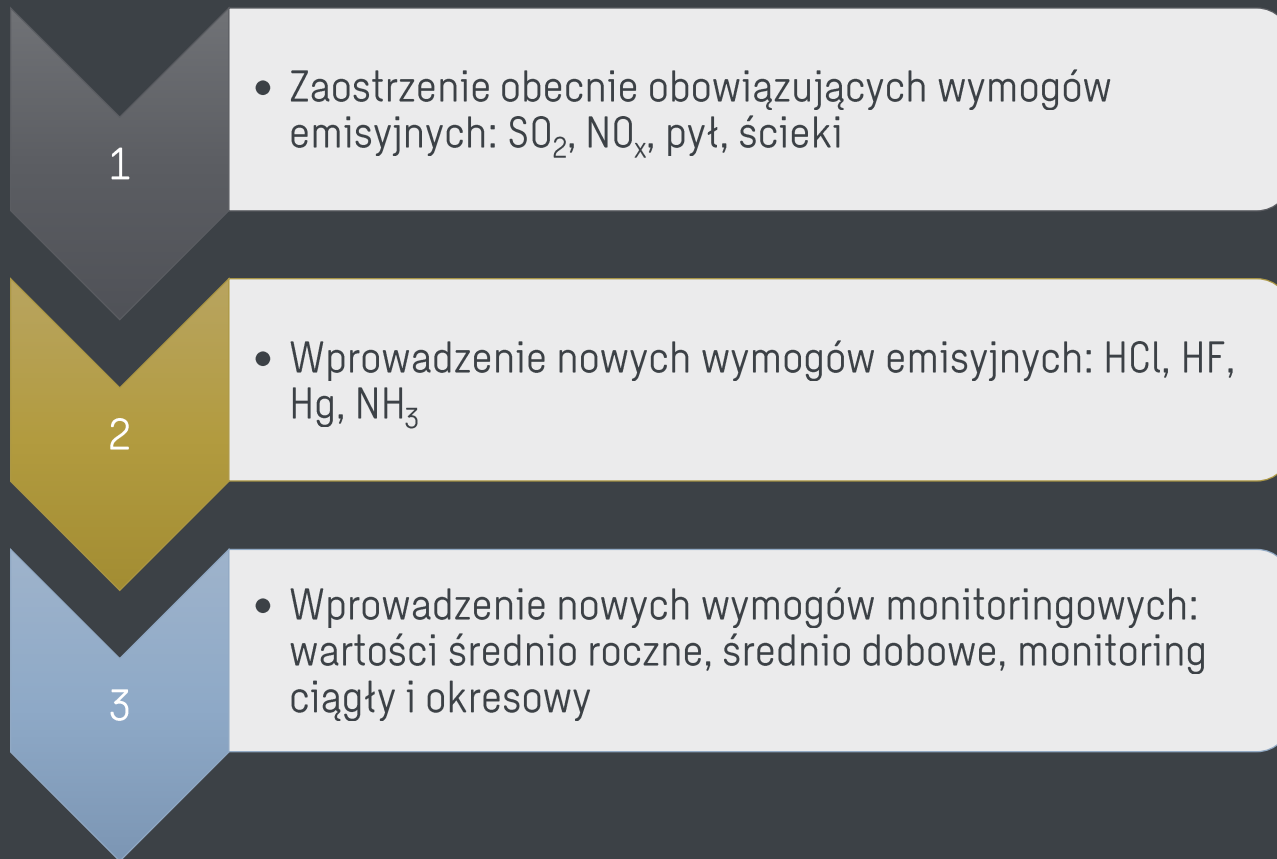 1
• Zaostrzenie obecnie obowiązujących wymogów
emisyjnych: SO₂, NOₓ, pył, ścieki
2
• Wprowadzenie nowych wymogów emisyjnych: HCl, HF,
Hg, NH₃
3
• Wprowadzenie nowych wymogów monitoringowych:
wartości średnio roczne, średnio dobowe, monitoring
ciągły i okresowy